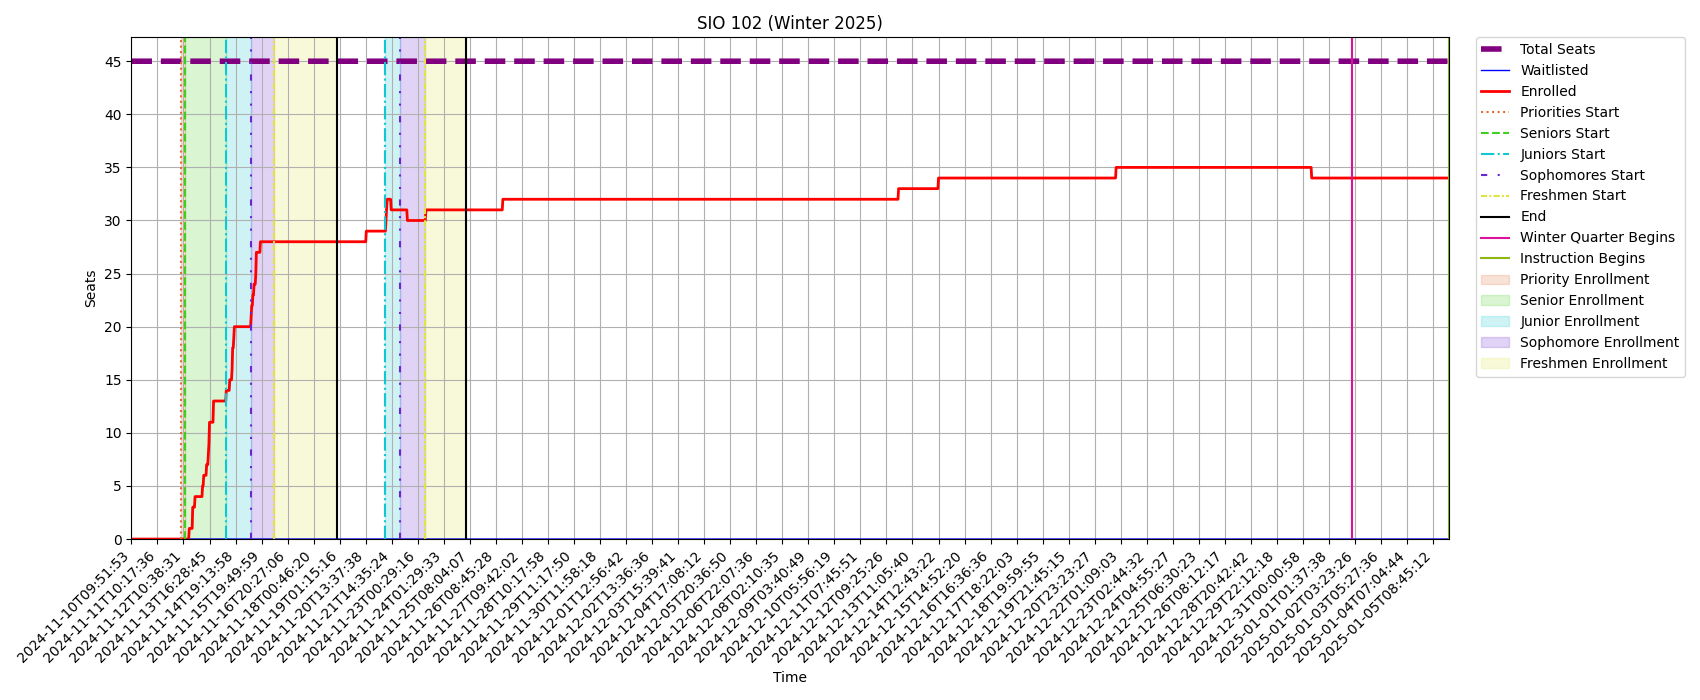 SIO 102 (Winter 2025)
45
40
35
30
25
20
15
10
5
0
Seats
2024-11-10T09:51:53
2024-11-11T10:17:36
2024-11-12T10:38:31
2024-11-13T16:28:45
2024-11-14T19:13:58
2024-11-15T19:49:59
2024-11-16T20:27:06
2024-11-18T00:46:20
2024-11-19T01:15:16
2024-11-20T13:37:38
2024-11-21T14:35:24
2024-11-23T00:29:16
2024-11-24T01:29:33
2024-11-25T08:04:07
2024-11-26T08:45:28
2024-11-27T09:42:02
2024-11-28T10:17:58
2024-11-29T11:17:50
2024-11-30T11:58:18
2024-12-01T12:56:42
2024-12-02T13:36:36
2024-12-03T15:39:41
2024-12-04T17:08:12
2024-12-05T20:36:50
2024-12-06T22:07:36
2024-12-08T02:10:35
2024-12-09T03:40:49
2024-12-10T05:56:19
2024-12-11T07:45:51
2024-12-12T09:25:26
2024-12-13T11:05:40
2024-12-14T12:43:22
2024-12-15T14:52:20
2024-12-16T16:36:36
2024-12-17T18:22:03
2024-12-18T19:59:55
2024-12-19T21:45:15
2024-12-20T23:23:27
2024-12-22T01:09:03
2024-12-23T02:44:32
2024-12-24T04:55:27
2024-12-25T06:30:23
2024-12-26T08:12:17
2024-12-28T20:42:42
2024-12-29T22:12:18
2024-12-31T00:00:58
2025-01-01T01:37:38
2025-01-02T03:23:26
2025-01-03T05:27:36
2025-01-04T07:04:44
2025-01-05T08:45:12
Time
Total Seats
Waitlisted
Enrolled
Priorities Start
Seniors Start
Juniors Start
Sophomores Start
Freshmen Start
End
Winter Quarter Begins
Instruction Begins
Priority Enrollment
Senior Enrollment
Junior Enrollment
Sophomore Enrollment
Freshmen Enrollment